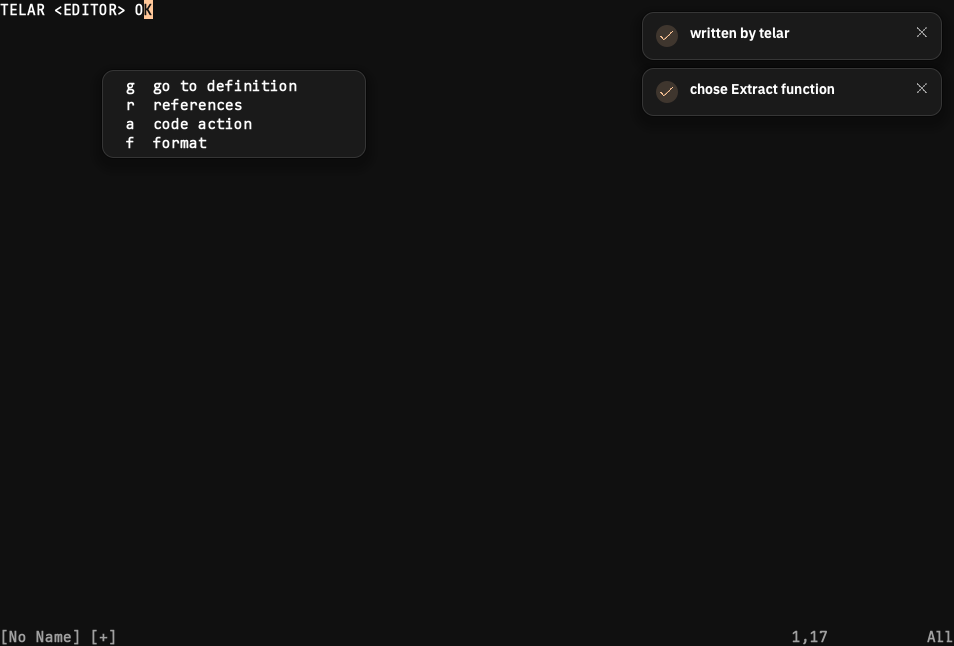 TELAR <EDITOR> OK
written by telar
chose Extract function
g go to definition
r references
a code action
f format
[No Name] [+] 1,17 All